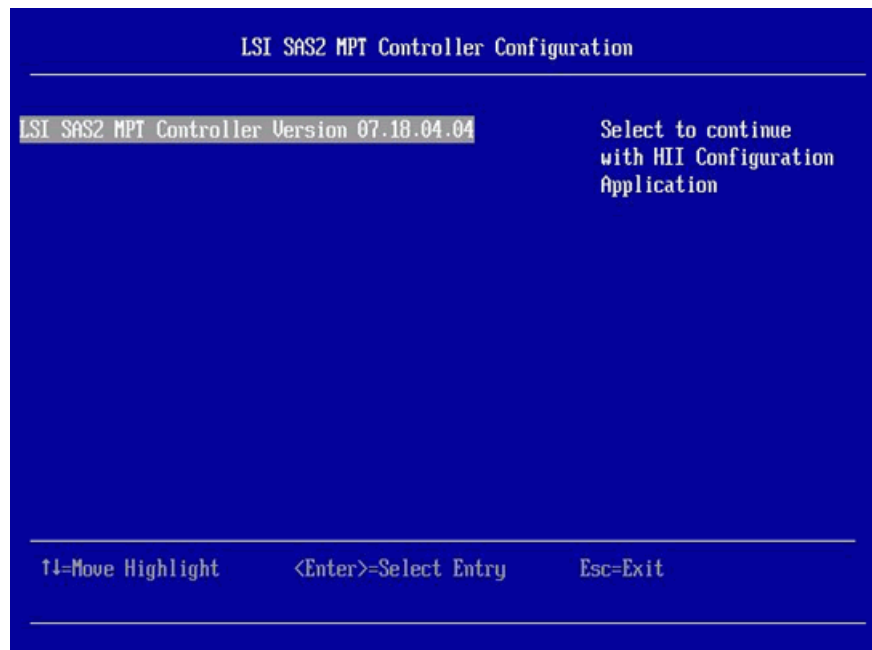 LSI SAS2 MPT Controller Configuration
LSI SAS2 MPT Controller Version 07.18.04.04
Select to continue
with HII Configuration
Application
↑↓=Move Highlight <Enter>=Select Entry Esc=Exit